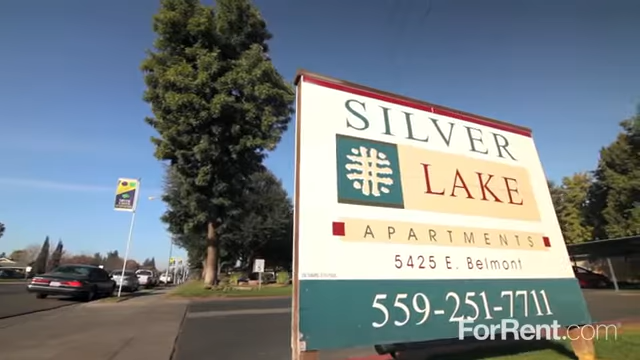 SILVER
LAKE
APARTMENTS
5425 E. Belmont
559-251-7711
ForRent.com